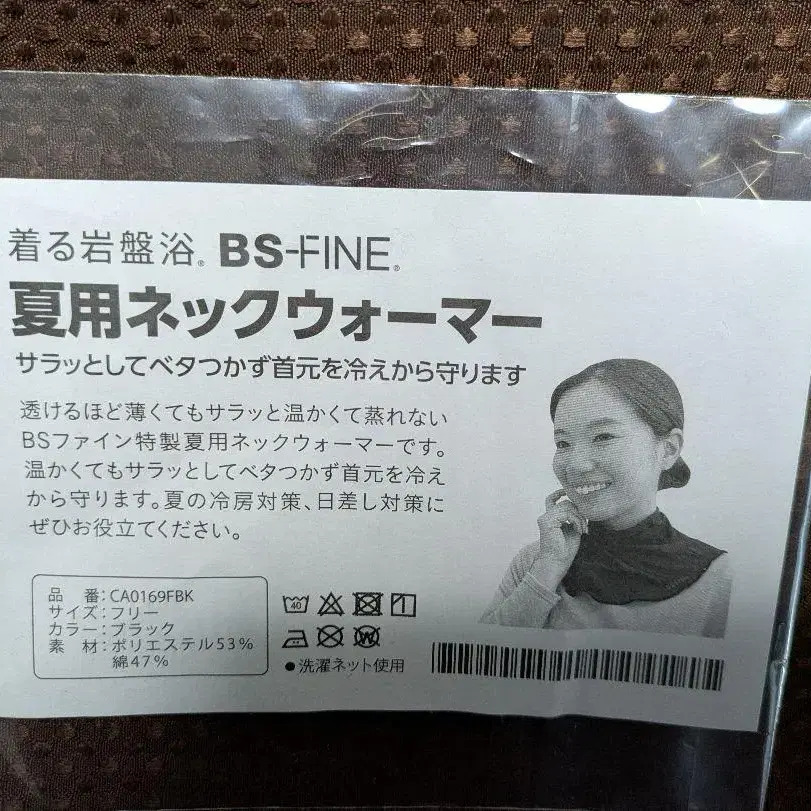 着る岩盤浴® BS-FINE®
夏用ネックウォーマー
サラッとしてベタつかず首元を冷えから守ります
透けるほど薄くてもサラッと温かくて蒸れない
BSファイン特製夏用ネックウォーマーです。
温かくてもサラッとしてベタつかず首元を冷え
から守ります。夏の冷房対策、日差し対策に
ぜひお役立てください。
品 番：CA0169FBK
サイズ：フリー
カラー：ブラック
素 材：ポリエステル53%
綿47%
40
●洗濯ネット使用